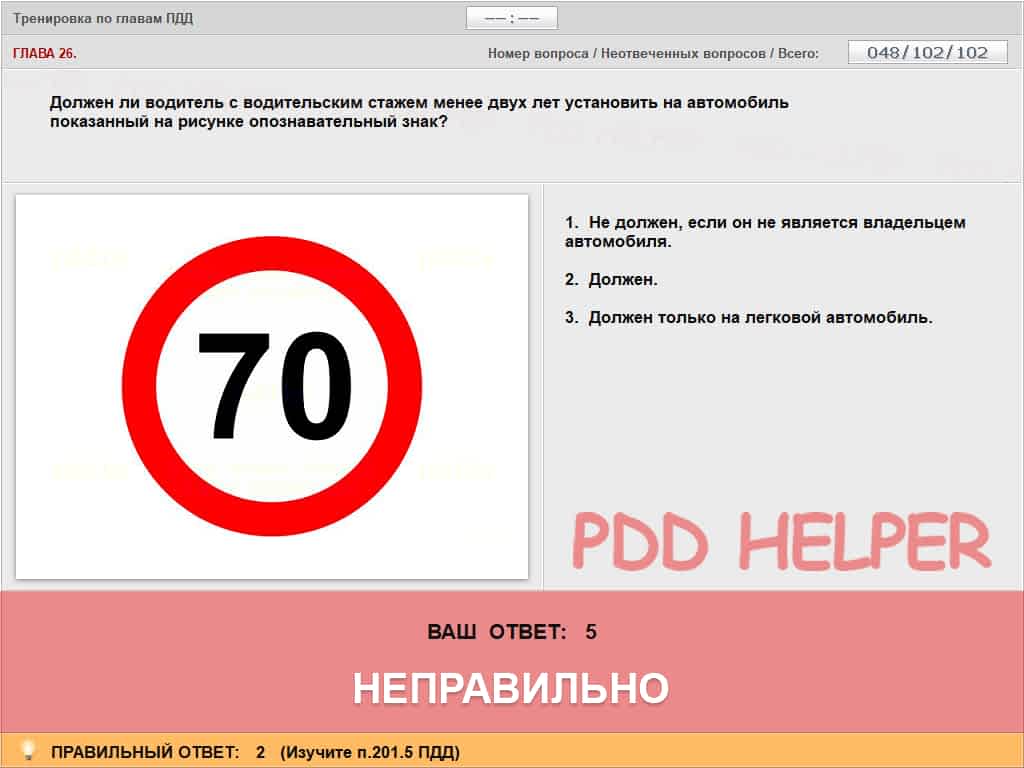 Тренировка по главам ПДД
—— : ——
ГЛАВА 26.
Номер вопроса / Неотвеченных вопросов / Всего:
048/102/102
Должен ли водитель с водительским стажем менее двух лет установить на автомобиль
показанный на рисунке опознавательный знак?
70
1. Не должен, если он не является владельцем
автомобиля.
2. Должен.
3. Должен только на легковой автомобиль.
PDD HELPER
ВАШ ОТВЕТ: 5
НЕПРАВИЛЬНО
ПРАВИЛЬНЫЙ ОТВЕТ: 2 (Изучите п.201.5 ПДД)